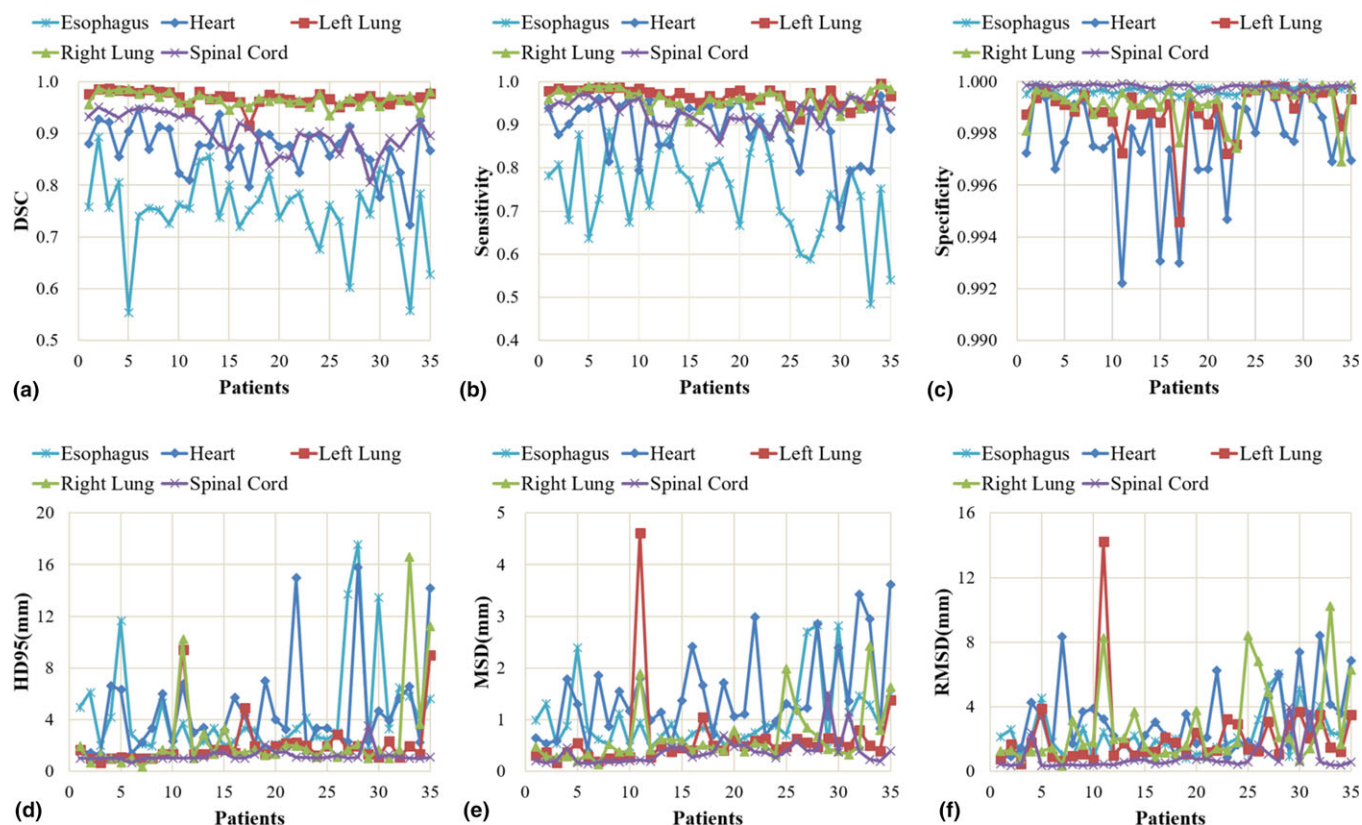 Esophagus Heart Left Lung
Right Lung Spinal Cord
1.0
0.9
0.8
0.7
0.6
0.5
DSC
0 5 10 15 20 25 30 35
Patients
(a)
Esophagus Heart Left Lung
Right Lung Spinal Cord
1.0
0.9
0.8
0.7
0.6
0.5
0.4
Sensitivity
0 5 10 15 20 25 30 35
Patients
(b)
Esophagus Heart Left Lung
Right Lung Spinal Cord
1.000
0.998
0.996
0.994
0.992
0.990
Specificity
0 5 10 15 20 25 30 35
Patients
(c)
Esophagus Heart Left Lung
Right Lung Spinal Cord
20
16
12
8
4
0
HD95(mm)
0 5 10 15 20 25 30 35
Patients
(d)
Esophagus Heart Left Lung
Right Lung Spinal Cord
5
4
3
2
1
0
MSD(mm)
0 5 10 15 20 25 30 35
Patients
(e)
Esophagus Heart Left Lung
Right Lung Spinal Cord
16
12
8
4
0
RMSD(mm)
0 5 10 15 20 25 30 35
Patients
(f)